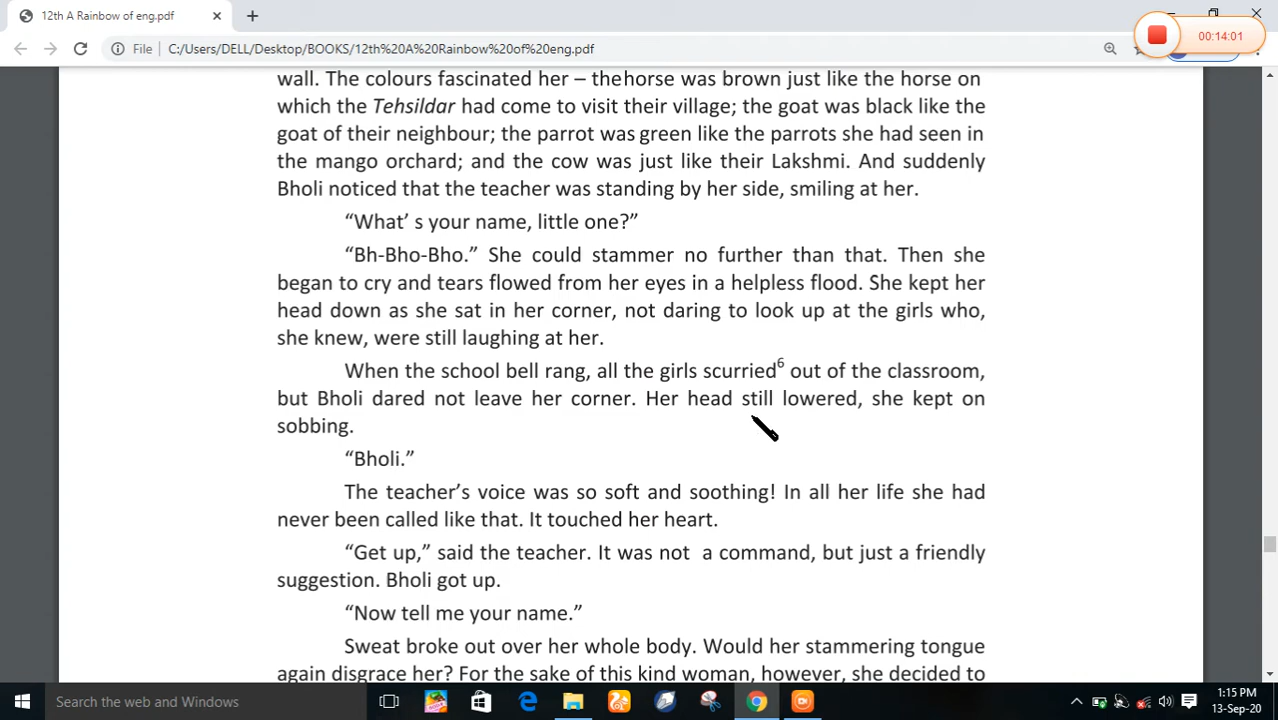 12th A Rainbow of eng.pdf
00:14:01
File
C:/Users/DELL/Desktop/BOOKS/12th%20A%20Rainbow%20of%20eng.pdf
wall. The colours fascinated her – thehorse was brown just like the horse on
which the Tehsildar had come to visit their village; the goat was black like the
goat of their neighbour; the parrot was green like the parrots she had seen in
the mango orchard; and the cow was just like their Lakshmi. And suddenly
Bholi noticed that the teacher was standing by her side, smiling at her.
“What’ s your name, little one?”
“Bh-Bho-Bho.” She could stammer no further than that. Then she
began to cry and tears flowed from her eyes in a helpless flood. She kept her
head down as she sat in her corner, not daring to look up at the girls who,
she knew, were still laughing at her.
When the school bell rang, all the girls scurried6 out of the classroom,
but Bholi dared not leave her corner. Her head still lowered, she kept on
sobbing.
“Bholi.”
The teacher’s voice was so soft and soothing! In all her life she had
never been called like that. It touched her heart.
“Get up,” said the teacher. It was not a command, but just a friendly
suggestion. Bholi got up.
“Now tell me your name.”
Sweat broke out over her whole body. Would her stammering tongue
again disgrace her? For the sake of this kind woman, however, she decided to
Search the web and Windows
1:15 PM
13-Sep-20